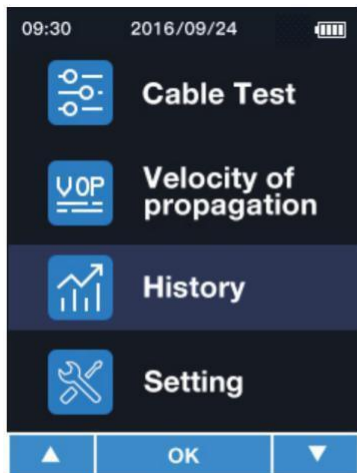 09:30 2016/09/24
Cable Test
VOP
Velocity of
propagation
History
Setting
OK